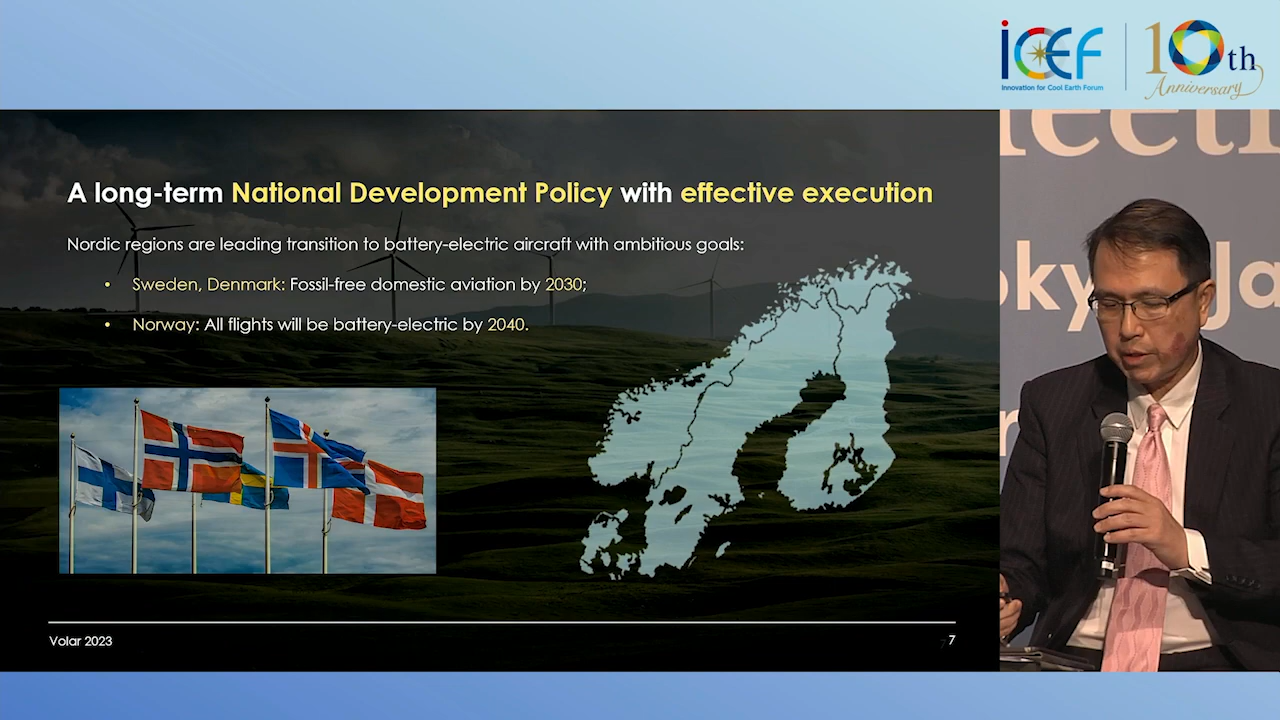 iCEF
Innovation for Cool Earth Forum
10th
Anniversary
A long-term National Development Policy with effective execution
Nordic regions are leading transition to battery-electric aircraft with ambitious goals:
• Sweden, Denmark: Fossil-free domestic aviation by 2030;
• Norway: All flights will be battery-electric by 2040.
Volar 2023
7